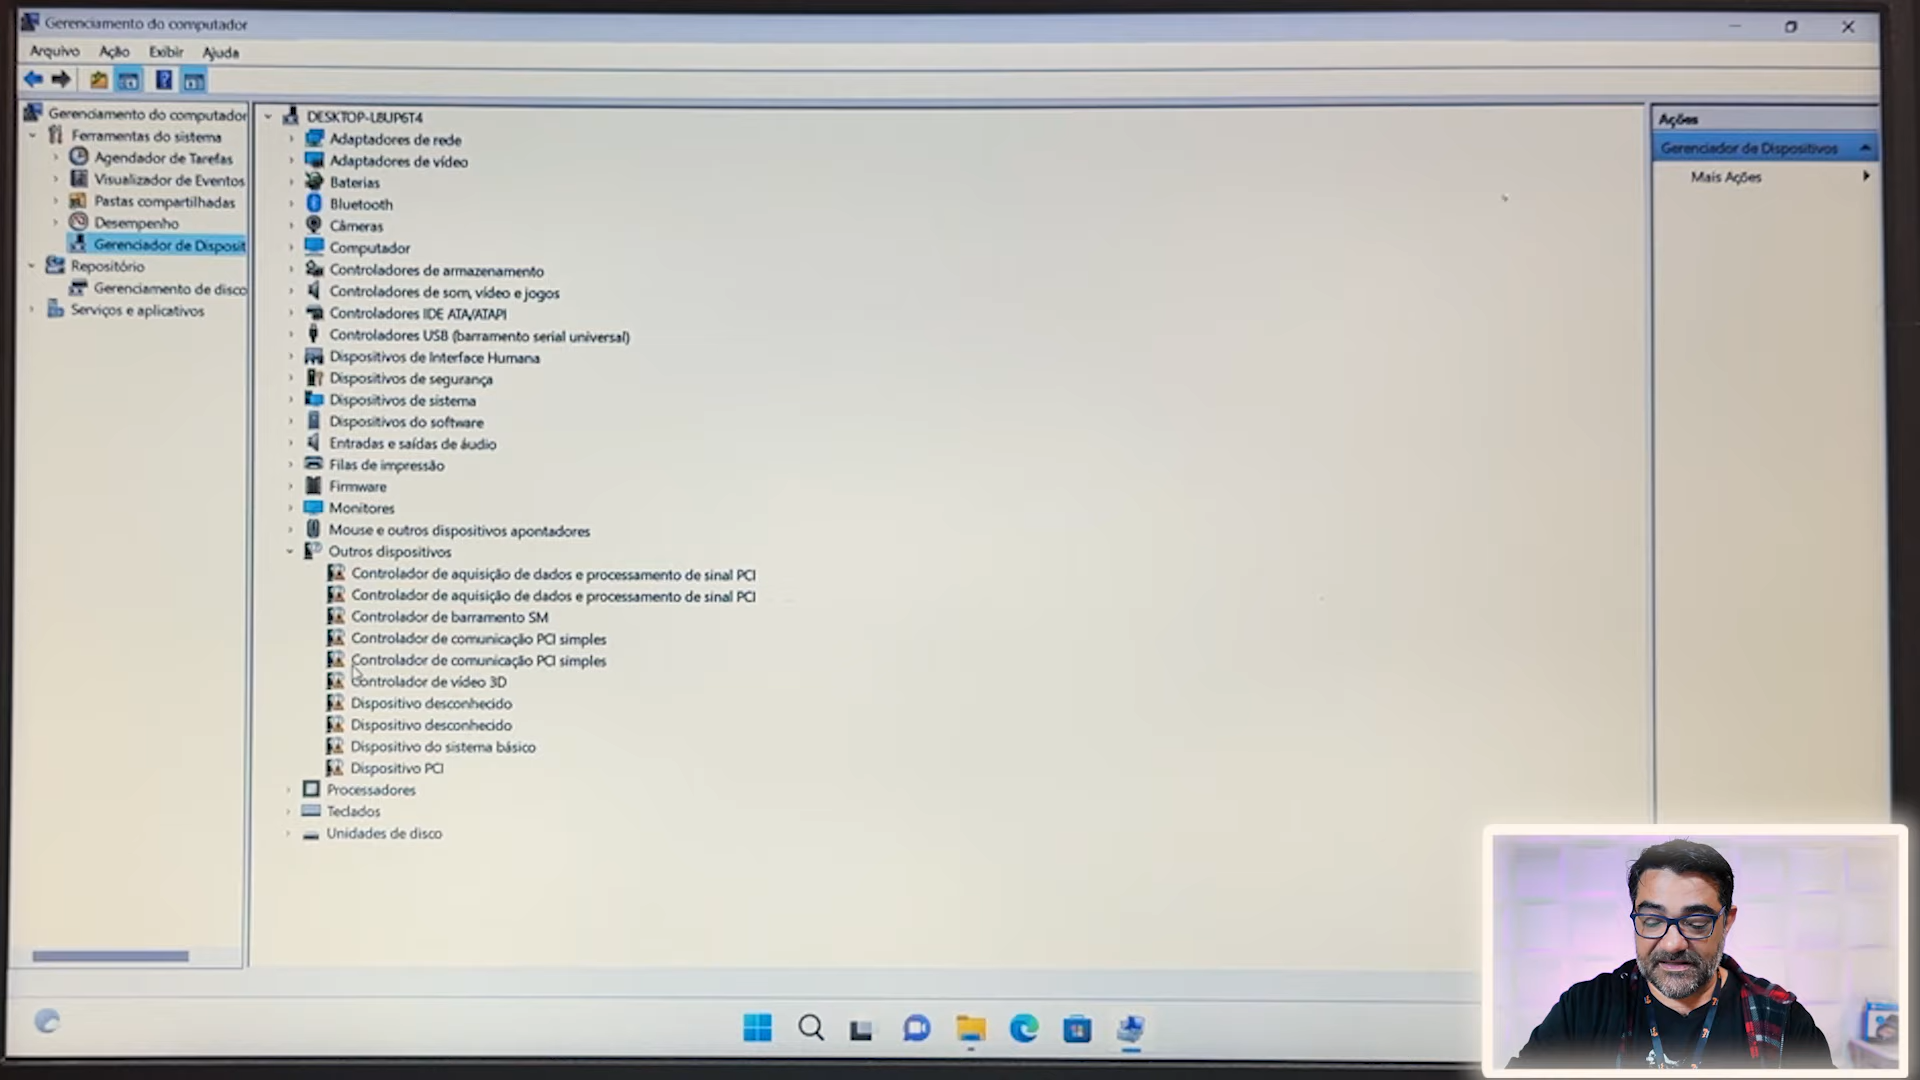 Gerenciamento do computador
Arquivo Ação Exibir Ajuda
Gerenciamento do computador
Ferramentas do sistema
Agendador de Tarefas
Visualizador de Eventos
Pastas compartilhadas
Desempenho
Gerenciador de Disposit
Repositório
Gerenciamento de disco
Serviços e aplicativos
DESKTOP-L8UP6T4
Adaptadores de rede
Adaptadores de vídeo
Baterias
Bluetooth
Câmeras
Computador
Controladores de armazenamento
Controladores de som, vídeo e jogos
Controladores IDE ATA/ATAPI
Controladores USB (barramento serial universal)
Dispositivos de Interface Humana
Dispositivos de segurança
Dispositivos de sistema
Dispositivos do software
Entradas e saídas de áudio
Filas de impressão
Firmware
Monitores
Mouse e outros dispositivos apontadores
Outros dispositivos
Controlador de aquisição de dados e processamento de sinal PCI
Controlador de aquisição de dados e processamento de sinal PCI
Controlador de barramento SM
Controlador de comunicação PCI simples
Controlador de comunicação PCI simples
Controlador de vídeo 3D
Dispositivo desconhecido
Dispositivo desconhecido
Dispositivo do sistema básico
Dispositivo PCI
Processadores
Teclados
Unidades de disco
Ações
Gerenciador de Dispositivos
Mais Ações